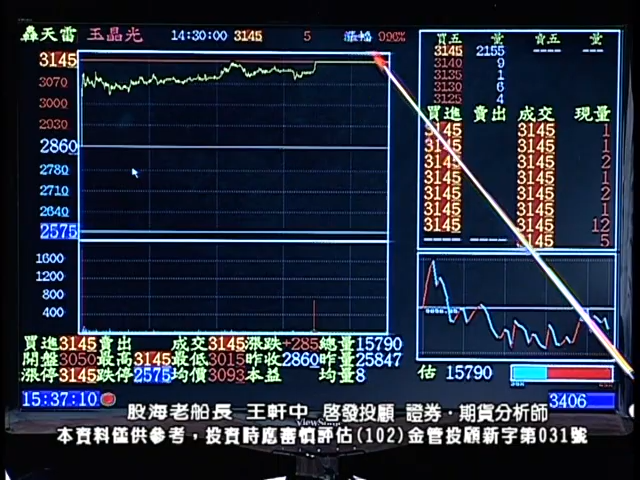 轟天雷 玉晶光 14:30:00 3145 5 漲幅 996%
買五 量 賣五 量
3145 2155 ---- ----
3140 9
3135 1
3130 6
3125 4
買進 賣出 成交 現量
3145 3145 1
3145 3145 1
3145 3145 2
3145 3145 1
3145 3145 2
3145 3145 1
3145 3145 12
---- ---- 3145 5
3145
3070
3000
2930
2860
2780
2710
2640
2575
1600
1200
800
400
買進3145賣出 成交3145漲跌+285總量15790
開盤3050最高3145最低3015昨收2860昨量25847
漲停3145跌停2575均價3093本益 均量8
估 15790
15:37:10
3406
股海老船長 王軒中 啓發投顧 證券·期貨分析師
ViewSonic
本資料僅供參考，投資時應審慎評估(102)金管投顧新字第031號